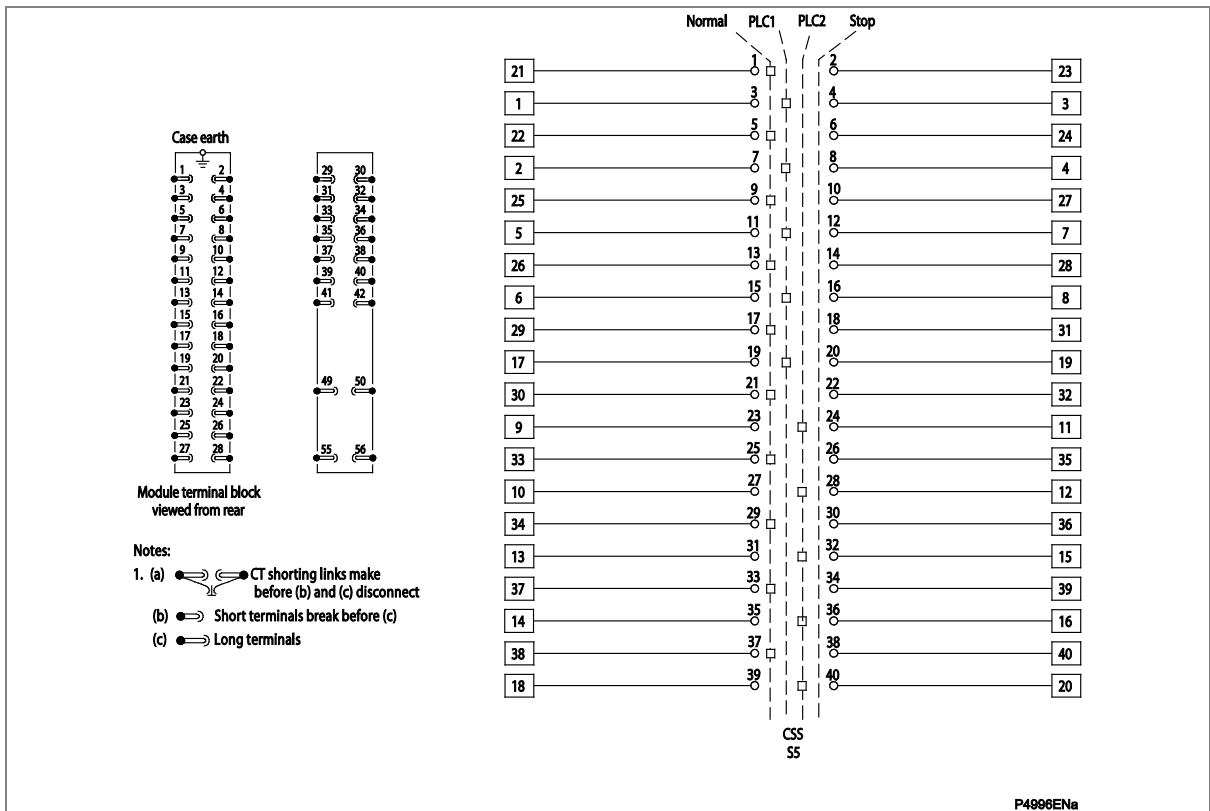 Normal PLC1 PLC2 Stop
21 1 2 23
1 3 4 3
22 5 6 24
2 7 8 4
25 9 10 27
5 11 12 7
26 13 14 28
6 15 16 8
29 17 18 31
17 19 20 19
30 21 22 32
9 23 24 11
33 25 26 35
10 27 28 12
34 29 30 36
13 31 32 15
37 33 34 39
14 35 36 16
38 37 38 40
18 39 40 20
CSS
S5
Case earth
1 2 29 30
3 4 31 32
5 6 33 34
7 8 35 36
9 10 37 38
11 12 39 40
13 14 41 42
15 16
17 18
19 20
21 22 49 50
23 24
25 26
27 28 55 56
Module terminal block
viewed from rear
Notes:
1. (a) CT shorting links make
before (b) and (c) disconnect
(b) Short terminals break before (c)
(c) Long terminals
P4996ENa